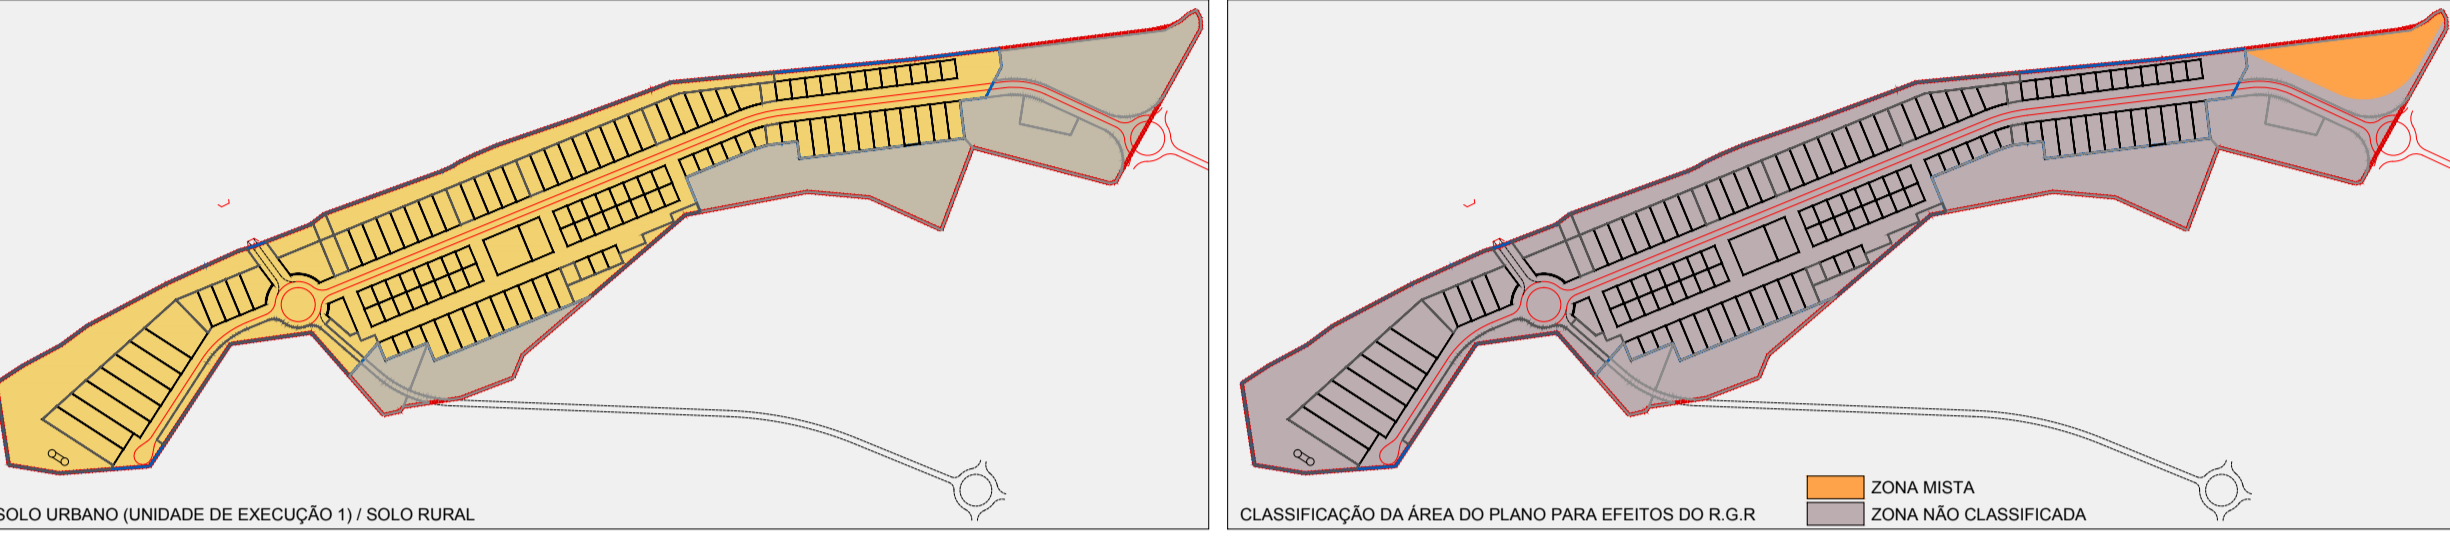 SOLO URBANO (UNIDADE DE EXECUÇÃO 1) / SOLO RURAL
CLASSIFICAÇÃO DA ÁREA DO PLANO PARA EFEITOS DO R.G.R
ZONA MISTA
ZONA NÃO CLASSIFICADA